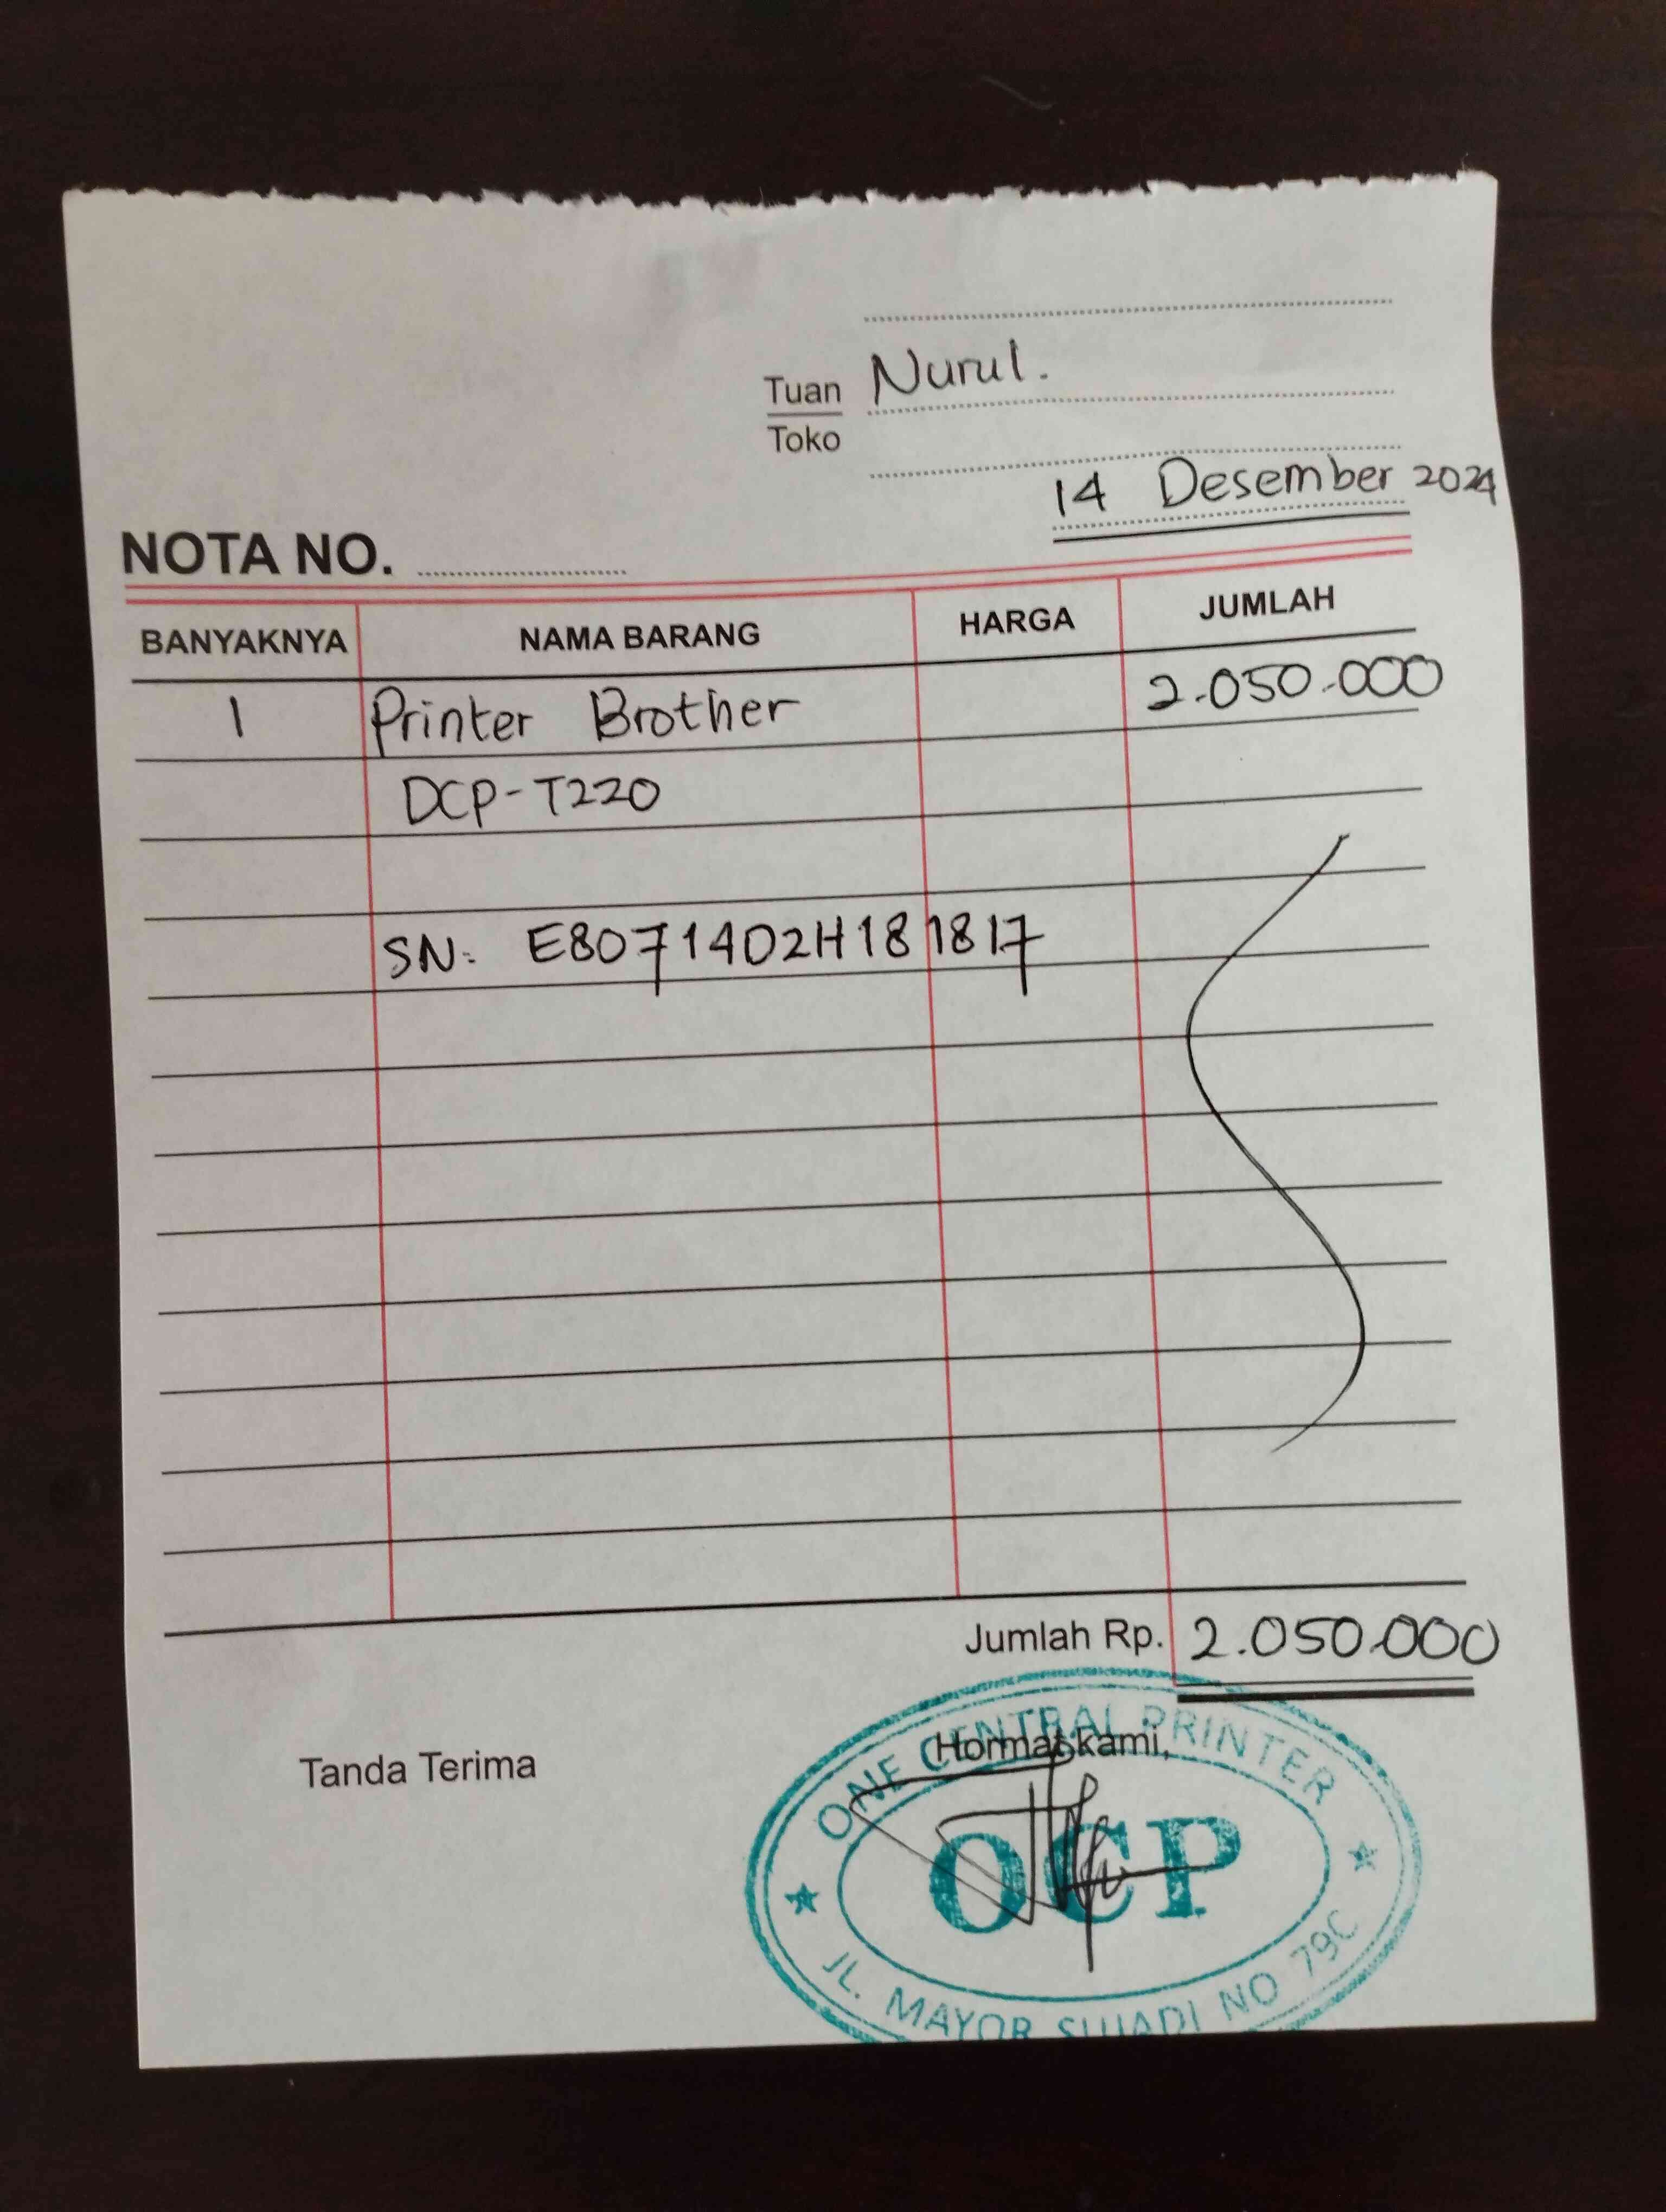 Tuan Nurul.
Toko
14 Desember 2024
NOTA NO.
BANYAKNYA NAMA BARANG HARGA JUMLAH
1 Printer Brother 2.050.000
DCP-T220
SN: E80714D2H181817
Jumlah Rp. 2.050.000
Tanda Terima Hormat kami,
ONE CENTRAL PRINTER
OCP
JL. MAYOR SUJADI NO 79C